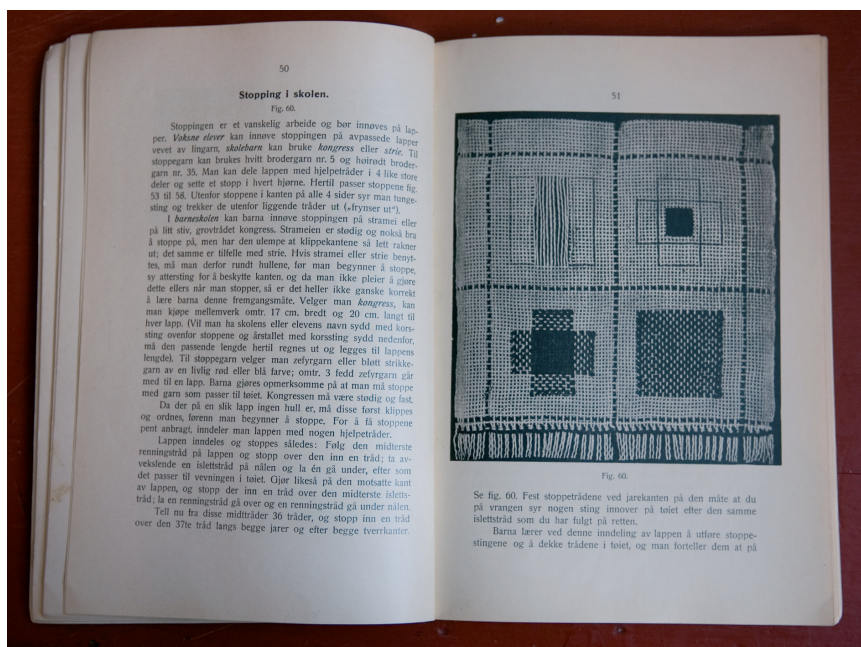 50
Stopping i skolen.
Fig. 60.
Stoppingen er et vanskelig arbeide og bør innøves på lap-
per. Voksne elever kan innøve stoppingen på avpassede lapper
vevet av lingarn, skolebarn kan bruke kongress eller strie. Til
stoppegarn kan brukes hvitt brodergarn nr. 5 og høirødt broder-
garn nr. 35. Man kan dele lappen med hjelpetråder i 4 like store
deler og sette et stopp i hvert hjørne. Hertil passer stoppene fig.
53 til 58. Utenfor stoppene i kanten på alle 4 sider syr man tunge-
sting og trekker de utenfor liggende tråder ut („frynser ut“).
I barneskolen kan barna innøve stoppingen på stramei eller
på litt stiv, grovtrådet kongress. Strameien er stødig og nokså bra
å stoppe på, men har den ulempe at klippekantene så lett rakner
ut; det samme er tilfelle med strie. Hvis stramei eller strie benyt-
tes, må man derfor rundt hullene, før man begynner å stoppe,
sy attersting for å beskytte kanten, og da man ikke pleier å gjøre
dette ellers når man stopper, så er det heller ikke ganske korrekt
å lære barna denne fremgangsmåte. Velger man kongress, kan
man kjøpe mellemverk omtr. 17 cm. bredt og 20 cm. langt til
hver lapp. (Vil man ha skolens eller elevens navn sydd med kors-
sting ovenfor stoppene og årstallet med korssting sydd nedenfor,
må den passende lengde hertil regnes ut og legges til lappens
lengde). Til stoppegarn velger man zefyrgarn eller bløtt strikke-
garn av en livlig rød eller blå farve; omtr. 3 fedd zefyrgarn går
med til en lapp. Barna gjøres opmerksomme på at man må stoppe
med garn som passer til tøiet. Kongressen må være stødig og fast.
Da der på en slik lapp ingen hull er, må disse først klippes
og ordnes, førenn man begynner å stoppe. For å få stoppene
pent anbragt, inndeler man lappen med nogen hjelpetråder.
Lappen inndeles og stoppes således: Følg den midterste
renningstråd på lappen og stopp over den inn en tråd; ta av-
vekslende en islettstråd på nålen og la én gå under, efter som
det passer til vevningen i tøiet. Gjør likeså på den motsatte kant
av lappen, og stopp der inn en tråd over den midterste isletts-
tråd; la en renningstråd gå over og en renningstråd gå under nålen.
Tell nu fra disse midttråder 36 tråder, og stopp inn en tråd
over den 37te tråd langs begge jarer og efter begge tverrkanter.
51
Fig. 60.
Se fig. 60. Fest stoppetrådene ved jarekanten på den måte at du
på vrangen syr nogen sting innover på tøiet efter den samme
islettstråd som du har fulgt på retten.
Barna lærer ved denne inndeling av lappen å utføre stoppe-
stingene og å dekke trådene i tøiet, og man forteller dem at på